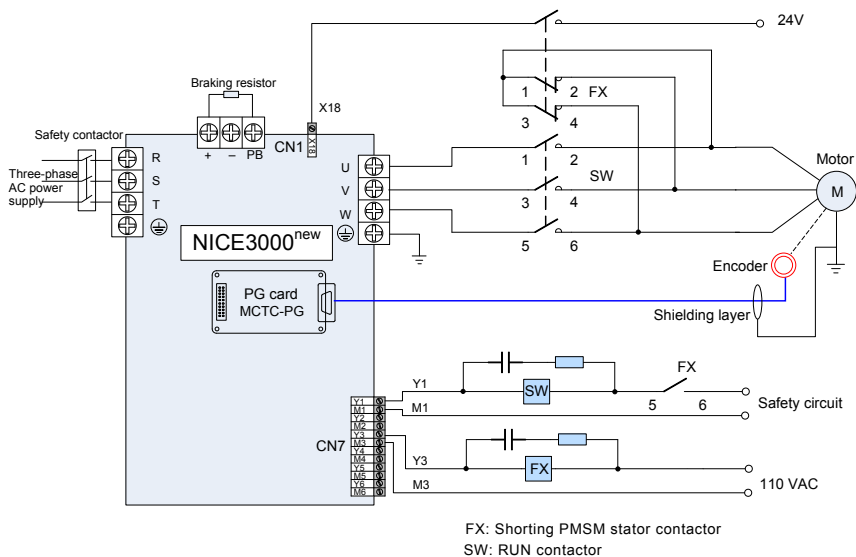 24V
Braking resistor
X18
1 2 FX
3 4
Safety contactor
+ – PB
CN1
X18
R
S
T
Three-phase
AC power
supply
U
V
W
1 2
SW
3 4
5 6
Motor
M
NICE3000new
Encoder
PG card
MCTC-PG
Shielding layer
Y1
M1
Y2
M2
Y3
M3
Y4
M4
Y5
M5
Y6
M6
CN7
Y1
SW
FX
5 6
M1
Safety circuit
Y3
FX
M3
110 VAC
FX: Shorting PMSM stator contactor
SW: RUN contactor